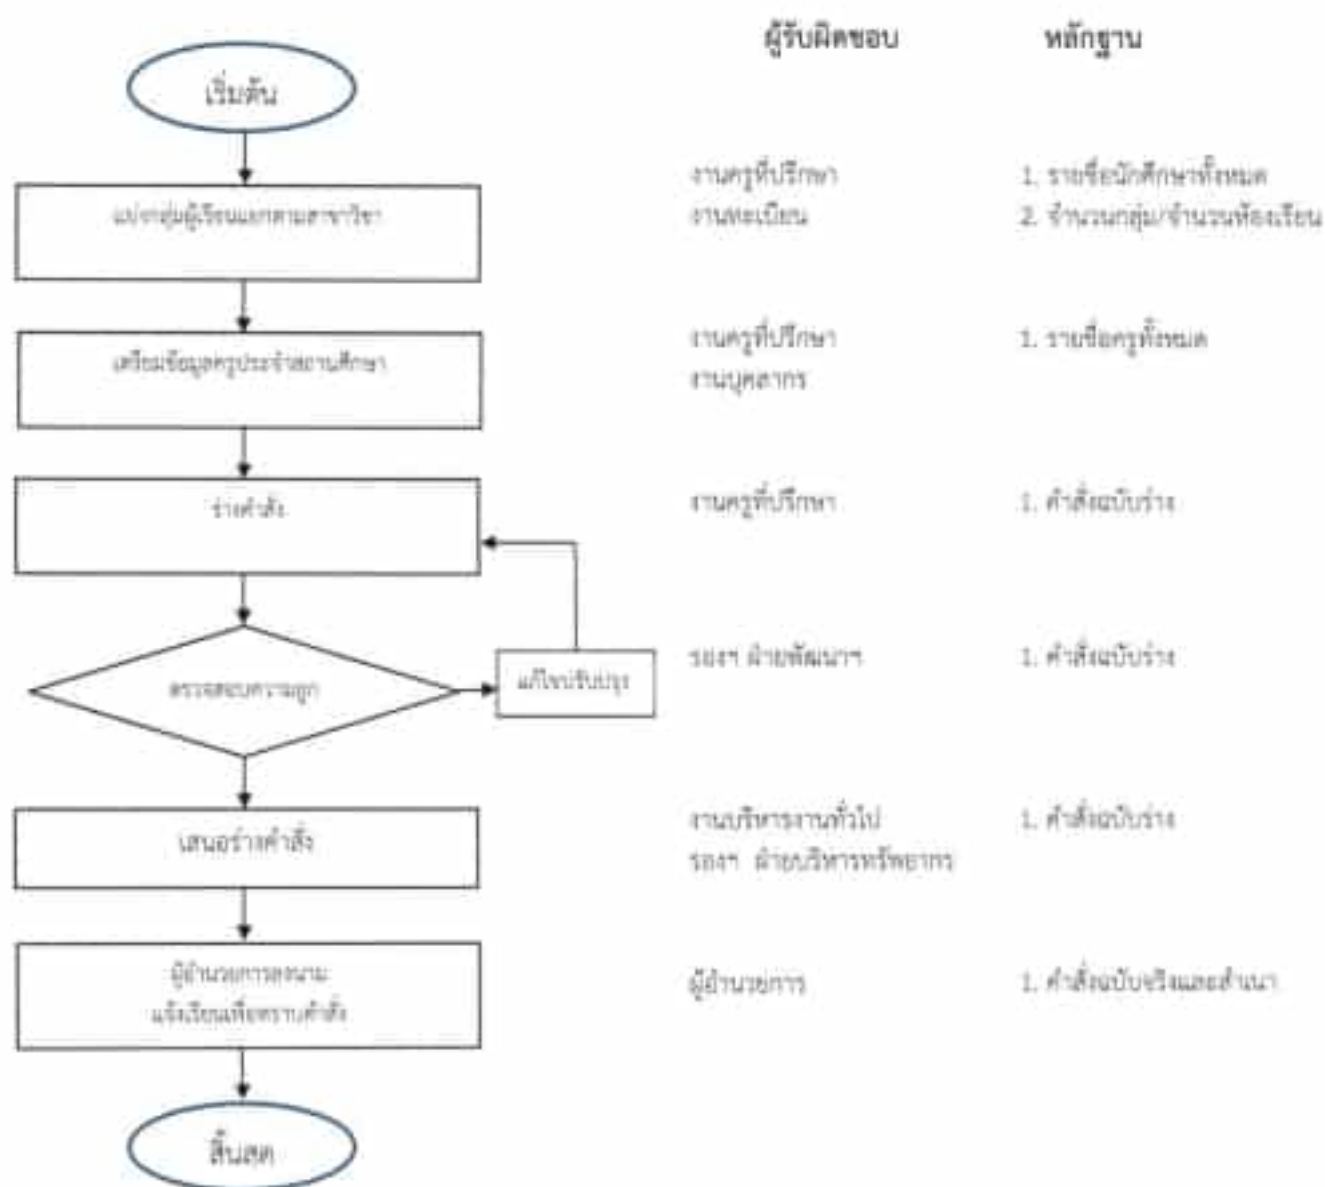 ผู้รับผิดชอบ หลักฐาน
เริ่มต้น
แบ่งกลุ่มผู้เรียนแยกตามสาขาวิชา
งานครูที่ปรึกษา
งานทะเบียน
1. รายชื่อนักศึกษาทั้งหมด
2. จำนวนกลุ่ม/จำนวนห้องเรียน
เตรียมข้อมูลครูประจำสถานศึกษา
งานครูที่ปรึกษา
งานบุคลากร
1. รายชื่อครูทั้งหมด
ร่างคำสั่ง
งานครูที่ปรึกษา
1. คำสั่งฉบับร่าง
ตรวจสอบความถูก
แก้ไขปรับปรุง
รองฯ ฝ่ายพัฒนาฯ
1. คำสั่งฉบับร่าง
เสนอร่างคำสั่ง
งานบริหารงานทั่วไป
รองฯ ฝ่ายบริหารทรัพยากร
1. คำสั่งฉบับร่าง
ผู้อำนวยการลงนาม
แจ้งเวียนเพื่อทราบคำสั่ง
ผู้อำนวยการ
1. คำสั่งฉบับจริงและสำเนา
สิ้นสุด